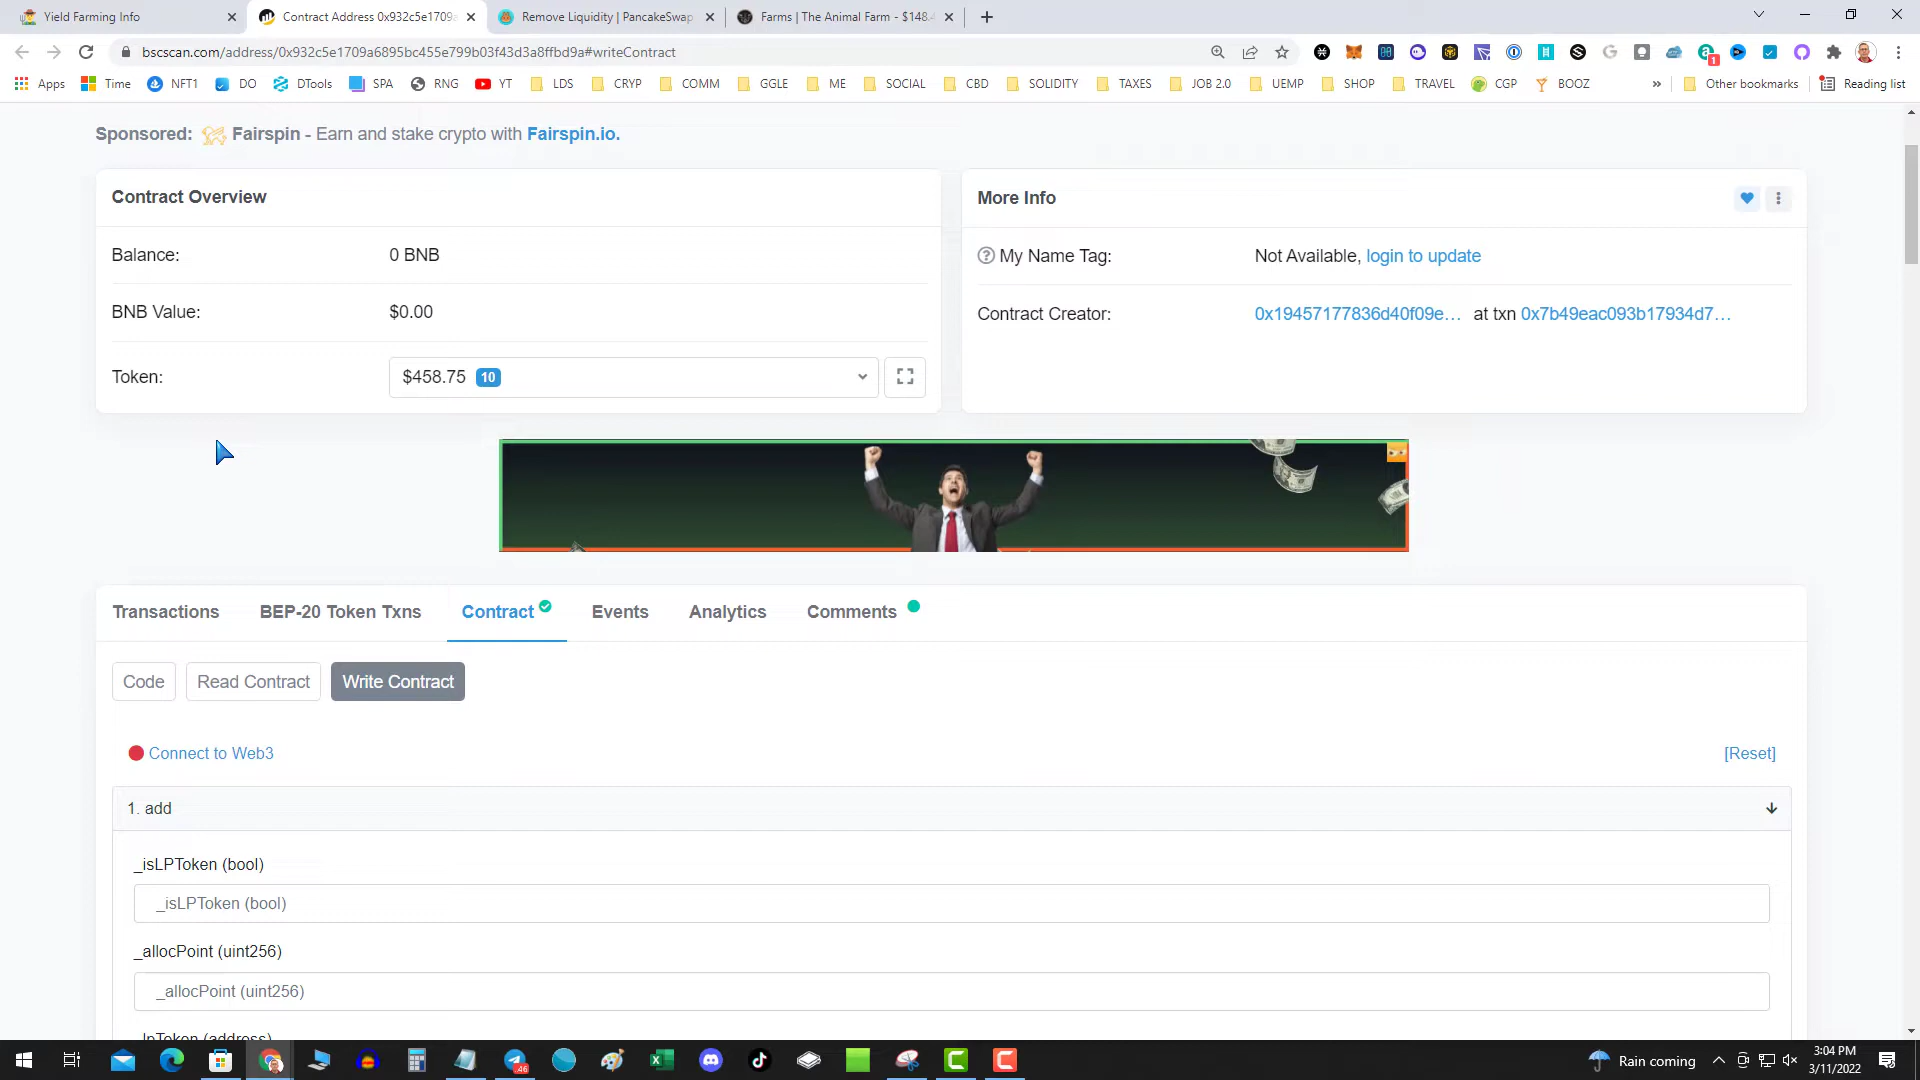 Yield Farming Info
Contract Address 0x932c5e1709a
Remove Liquidity | PancakeSwap
Farms | The Animal Farm - $148.
bscscan.com/address/0x932c5e1709a6895bc455e799b03f43d3a8ffbd9a#writeContract
Apps
Time
NFT1
DO
DTools
SPA
RNG
YT
LDS
CRYP
COMM
GGLE
ME
SOCIAL
CBD
SOLIDITY
TAXES
JOB 2.0
UEMP
SHOP
TRAVEL
CGP
BOOZ
»
Other bookmarks
Reading list
Sponsored: Fairspin - Earn and stake crypto with Fairspin.io.
Contract Overview
Balance: 0 BNB
BNB Value: $0.00
Token: $458.75 10
More Info
My Name Tag: Not Available, login to update
Contract Creator: 0x19457177836d40f09e... at txn 0x7b49eac093b17934d7...
Transactions
BEP-20 Token Txns
Contract
Events
Analytics
Comments
Code
Read Contract
Write Contract
Connect to Web3
[Reset]
1. add
_isLPToken (bool)
_isLPToken (bool)
_allocPoint (uint256)
_allocPoint (uint256)
_lpToken (address)
Rain coming
3:04 PM
3/11/2022